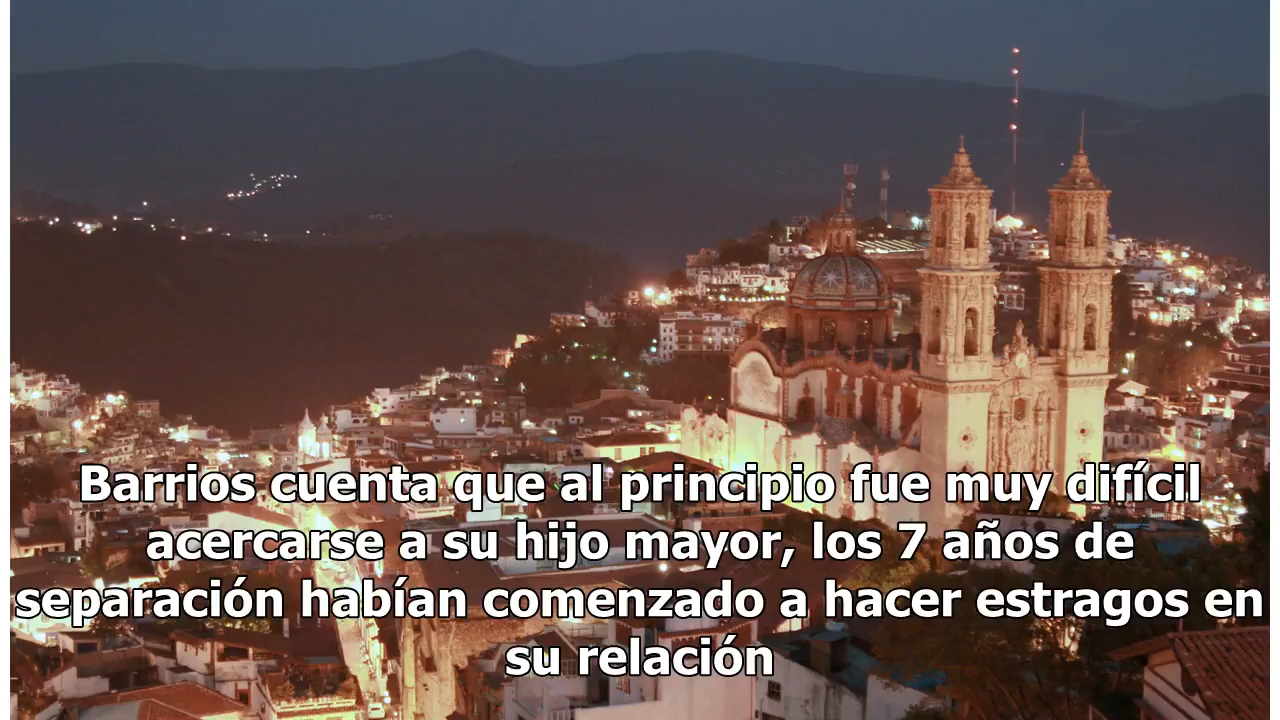 Barrios cuenta que al principio fue muy difícil
acercarse a su hijo mayor, los 7 años de
separación habían comenzado a hacer estragos en
su relación